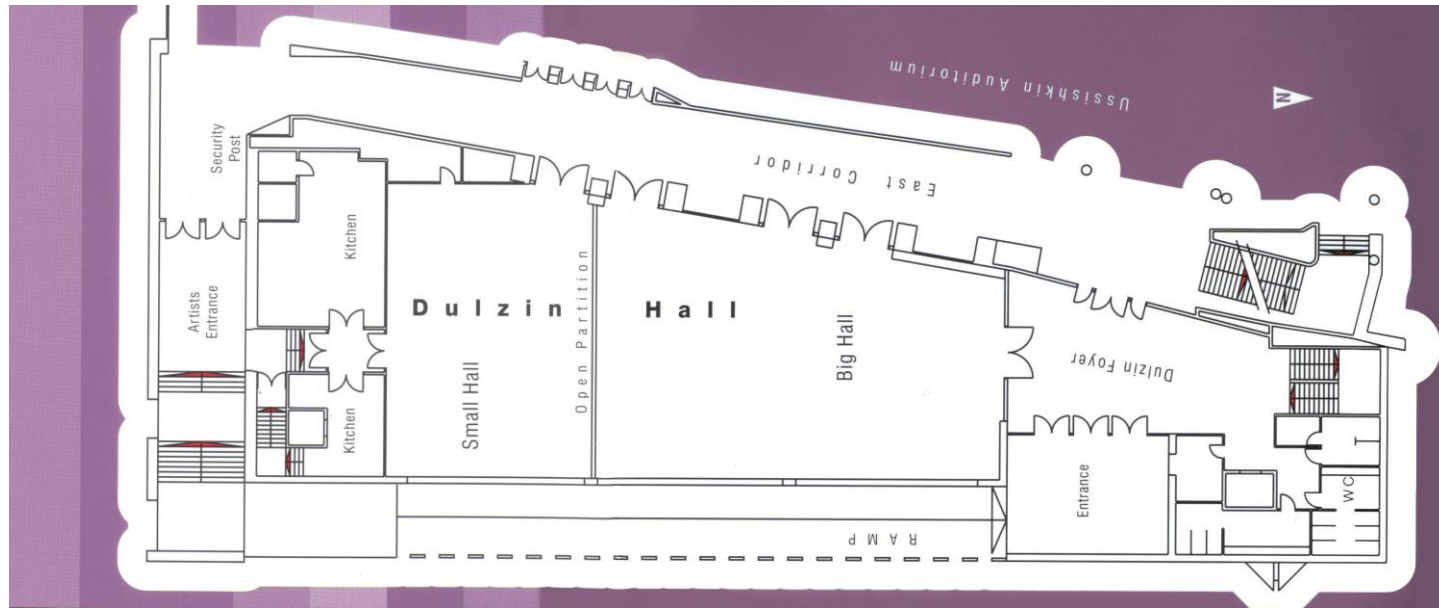 Ussishkin Auditorium
N
Security
Post
East Corridor
Kitchen
Artists
Entrance
Dulzin Hall
Open Partition
Small Hall
Big Hall
Dulzin Foyer
Kitchen
Entrance
WC
RAMP